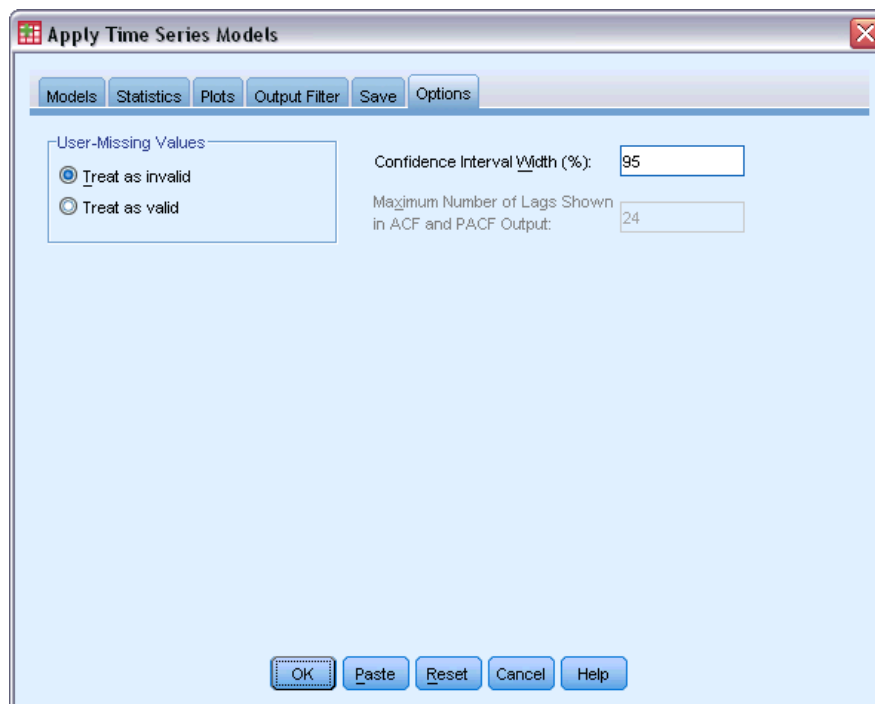 Apply Time Series Models
Models Statistics Plots Output Filter Save Options
User-Missing Values
Treat as invalid
Treat as valid
Confidence Interval Width (%): 95
Maximum Number of Lags Shown
in ACF and PACF Output: 24
OK Paste Reset Cancel Help